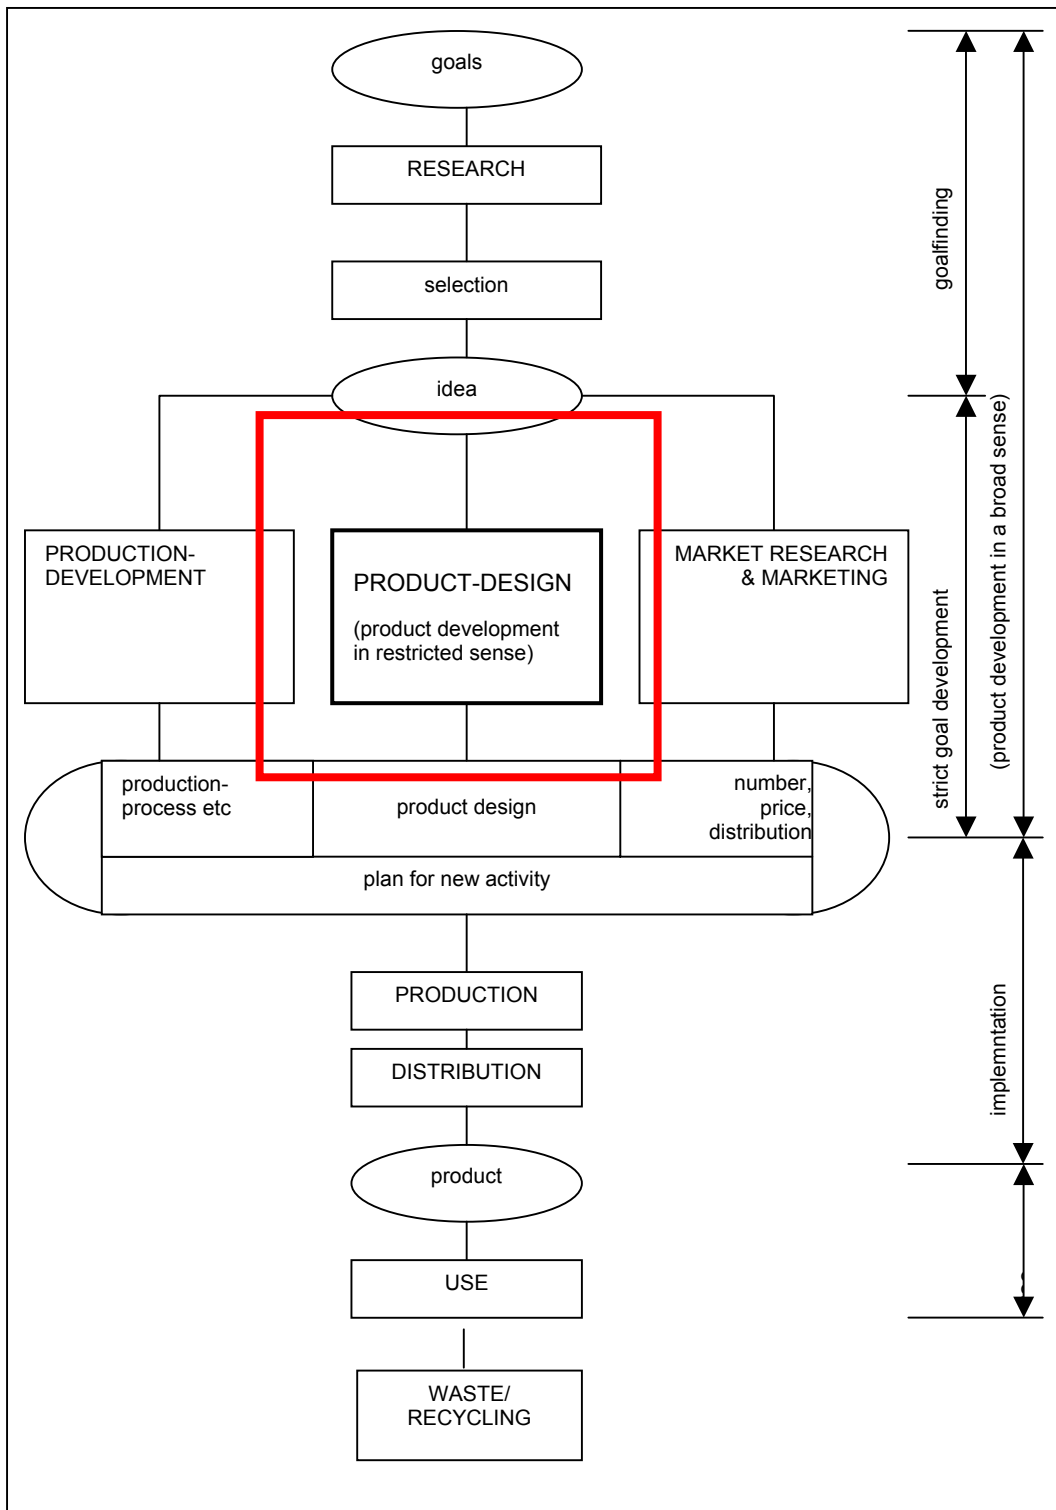 goals
RESEARCH
selection
idea
PRODUCTION-
DEVELOPMENT
PRODUCT-DESIGN
(product development
in restricted sense)
MARKET RESEARCH
& MARKETING
production-
process etc
product design
number,
price,
distribution
plan for new activity
PRODUCTION
DISTRIBUTION
product
USE
WASTE/
RECYCLING
goalfinding
strict goal development
(product development in a broad sense)
implemntation